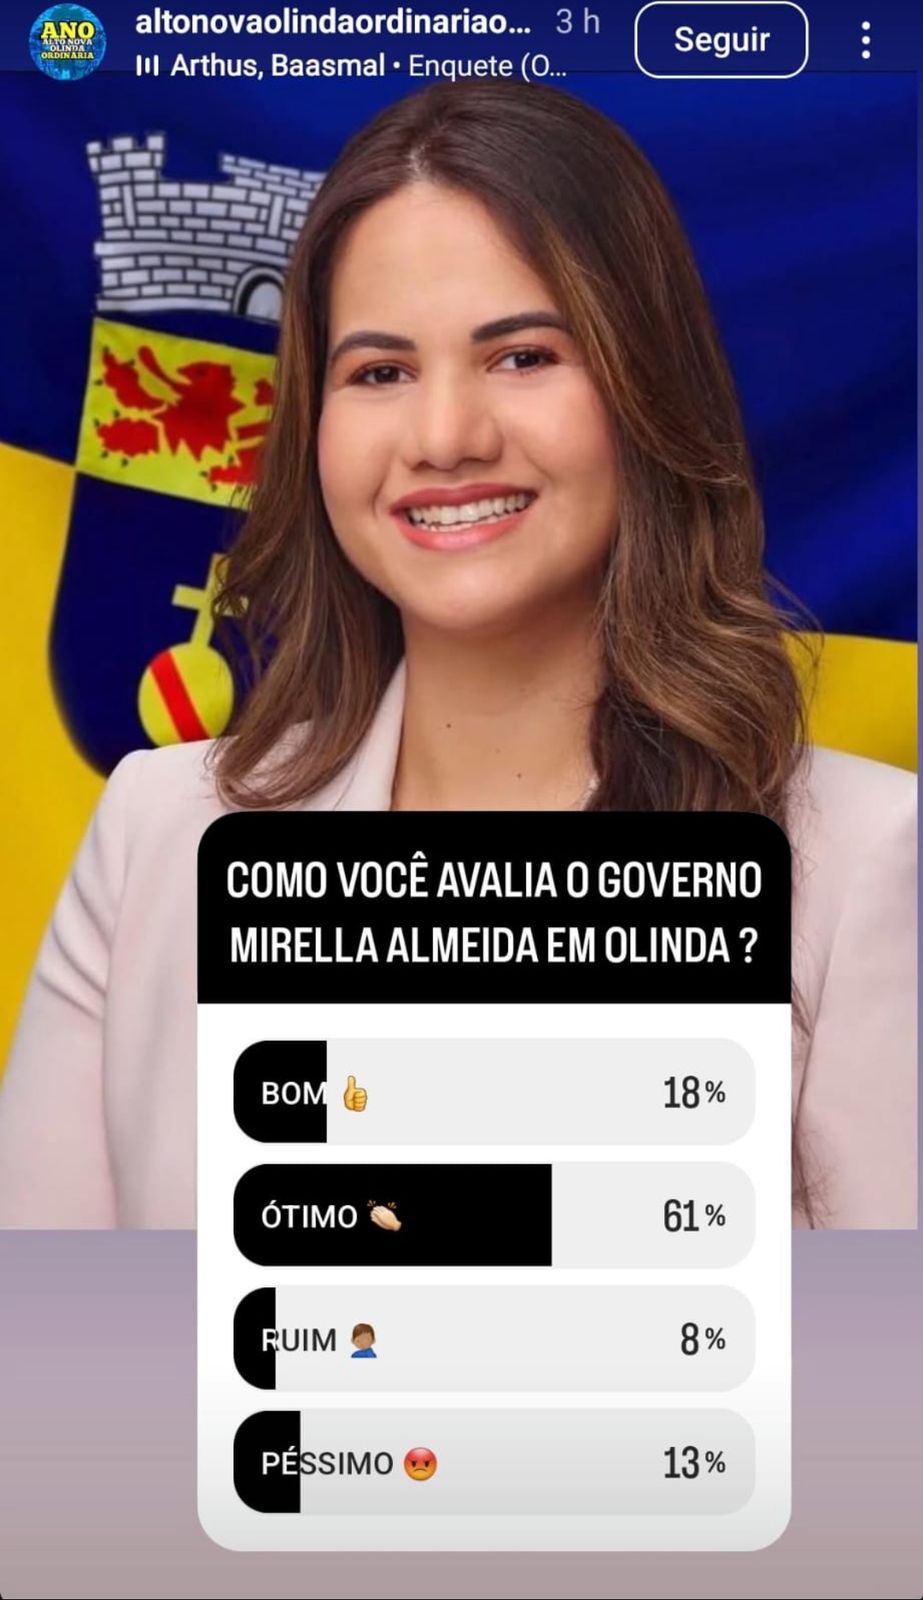 ANO
ALTO NOVA
OLINDA
ORDINÁRIA
altonovaolindaordinariao... 3 h
Arthus, Baasmal • Enquete (O...
Seguir
COMO VOCÊ AVALIA O GOVERNO
MIRELLA ALMEIDA EM OLINDA ?
BOM 👍 18%
ÓTIMO 👏🏻 61%
RUIM 🤦🏽‍♂️ 8%
PÉSSIMO 😡 13%